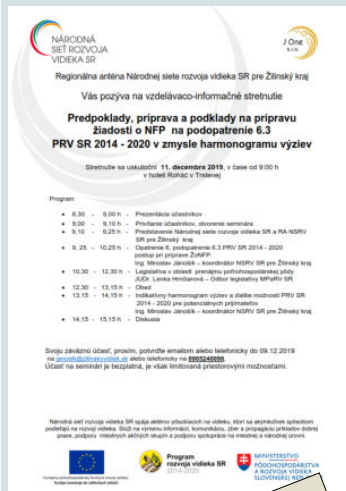 NÁRODNÁ
SIEŤ ROZVOJA
VIDIEKA SR
J One
s.r.o.
Regionálna anténa Národnej siete rozvoja vidieka SR pre Žilinský kraj
Vás pozýva na vzdelávaco-informačné stretnutie
Predpoklady, príprava a podklady na prípravu
žiadosti o NFP na podopatrenie 6.3
PRV SR 2014 - 2020 v zmysle harmonogramu výziev
Stretnutie sa uskutoční 11. decembra 2019, v čase od 9:00 h
v hoteli Roháč v Trstenej
Program:
• 8,30 - 9,00 h - Prezentácia účastníkov
• 9,00 - 9,10 h - Privítanie účastníkov, otvorenie seminára
• 9,10 - 9,25 h - Predstavenie Národnej siete rozvoja vidieka SR a RA NSRV
SR pre Žilinský kraj
• 9, 25 - 10,25 h - Opatrenie 6, podopatrenie 6.3 PRV SR 2014 - 2020
postup pri príprave ŽoNFP
Ing. Miroslav Jánošík – koordinátor NSRV SR pre Žilinský kraj
• 10,30 - 12,30 h - Legislatíva v oblasti prenájmu poľnohospodárskej pôdy
JUDr. Lenka Hrnčiarová – Odbor legislatívy MPaRV SR
• 12,30 - 13,15 h - Obed
• 13,15 - 14,15 h - Indikatívny harmonogram výziev a ďalšie možnosti PRV SR
2014 - 2020 pre potenciálnych prijímateľov
Ing. Miroslav Jánošík – koordinátor NSRV SR pre Žilinský kraj
• 14,15 - 15,15 h - Diskusia
Svoju záväznú účasť, prosím, potvrďte emailom alebo telefonicky do 09.12.2019
na janosik@zilinskyvidiek.sk alebo telefonicky na 0905240098.
Účasť na seminári je bezplatná, je však limitovaná priestorovými možnosťami.
Národná sieť rozvoja vidieka SR spája aktérov pôsobiacich na vidieku, ktorí sa akýmkoľvek spôsobom
podieľajú na rozvoji vidieka. Slúži na výmenu informácií, komunikáciu, zber a propagáciu príkladov dobrej
praxe, podporu miestnych akčných skupín a podporu spolupráce na miestnej a národnej úrovni.
Program
rozvoja vidieka SR
2014-2020
MINISTERSTVO
PÔDOHOSPODÁRSTVA
A ROZVOJA VIDIEKA